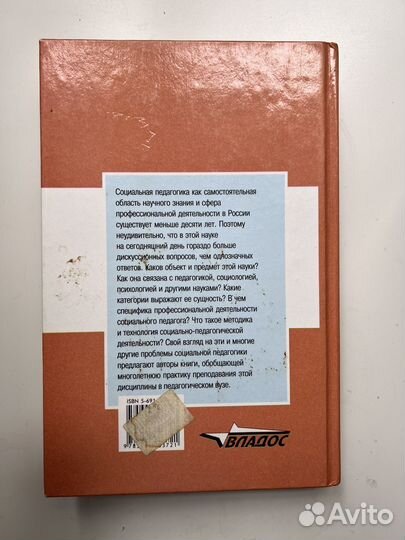 Социальная педагогика как самостоятельная
область научного знания и сфера
профессиональной деятельности в России
существует меньше десяти лет. Поэтому
неудивительно, что в этой науке
на сегодняшний день гораздо больше
дискуссионных вопросов, чем однозначных
ответов. Каков объект и предмет этой науки?
Как она связана с педагогикой, социологией,
психологией и другими науками? Какие
категории выражают ее сущность? В чем
специфика профессиональной деятельности
социального педагога? Что такое методика
и технология социально-педагогической
деятельности? Свой взгляд на эти и многие
другие проблемы социальной педагогики
предлагают авторы книги, обобщающей
многолетнюю практику преподавания этой
дисциплины в педагогическом вузе.
ISBN 5-691
ВЛАДОС
Avito